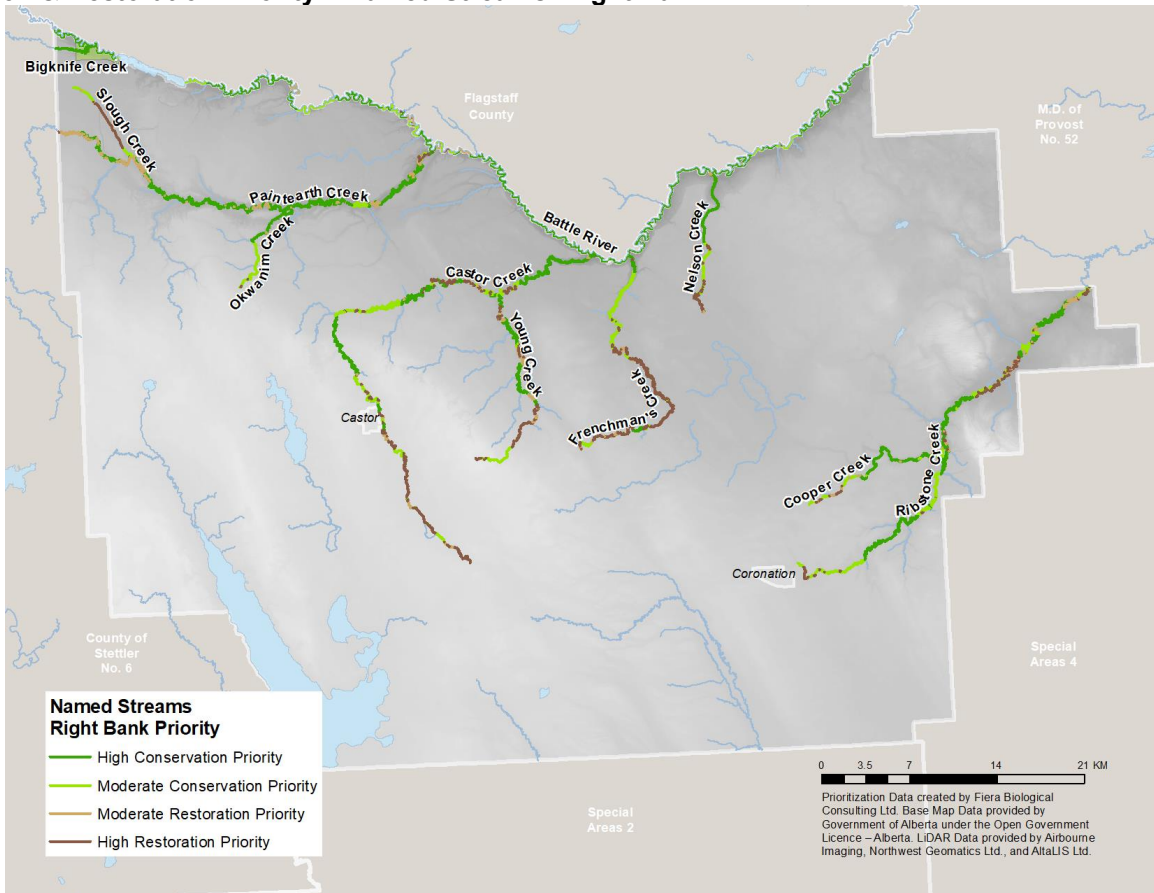 Bigknife Creek
Slough Creek
Flagstaff
County
M.D. of
Provost
No. 52
Paintearth Creek
Okwanim Creek
Battle River
Nelson Creek
Castor Creek
Young Creek
Castor
Frenchman's Creek
Cooper Creek
Ribstone Creek
Coronation
County of
Stettler
No. 6
Special
Areas 4
Special
Areas 2
Named Streams
Right Bank Priority
High Conservation Priority
Moderate Conservation Priority
Moderate Restoration Priority
High Restoration Priority
0 3.5 7 14 21 KM
Prioritization Data created by Fiera Biological
Consulting Ltd. Base Map Data provided by
Government of Alberta under the Open Government
Licence – Alberta. LiDAR Data provided by Airbourne
Imaging, Northwest Geomatics Ltd., and AltaLIS Ltd.